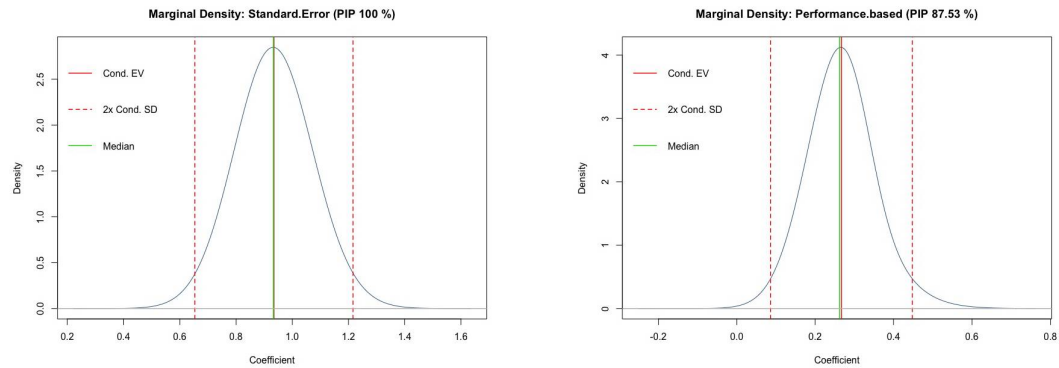 Marginal Density: Standard.Error (PIP 100 %)
Cond. EV
2x Cond. SD
Median
Density
0.0
0.5
1.0
1.5
2.0
2.5
0.2 0.4 0.6 0.8 1.0 1.2 1.4 1.6
Coefficient
Marginal Density: Performance.based (PIP 87.53 %)
Cond. EV
2x Cond. SD
Median
Density
0
1
2
3
4
-0.2 0.0 0.2 0.4 0.6 0.8
Coefficient